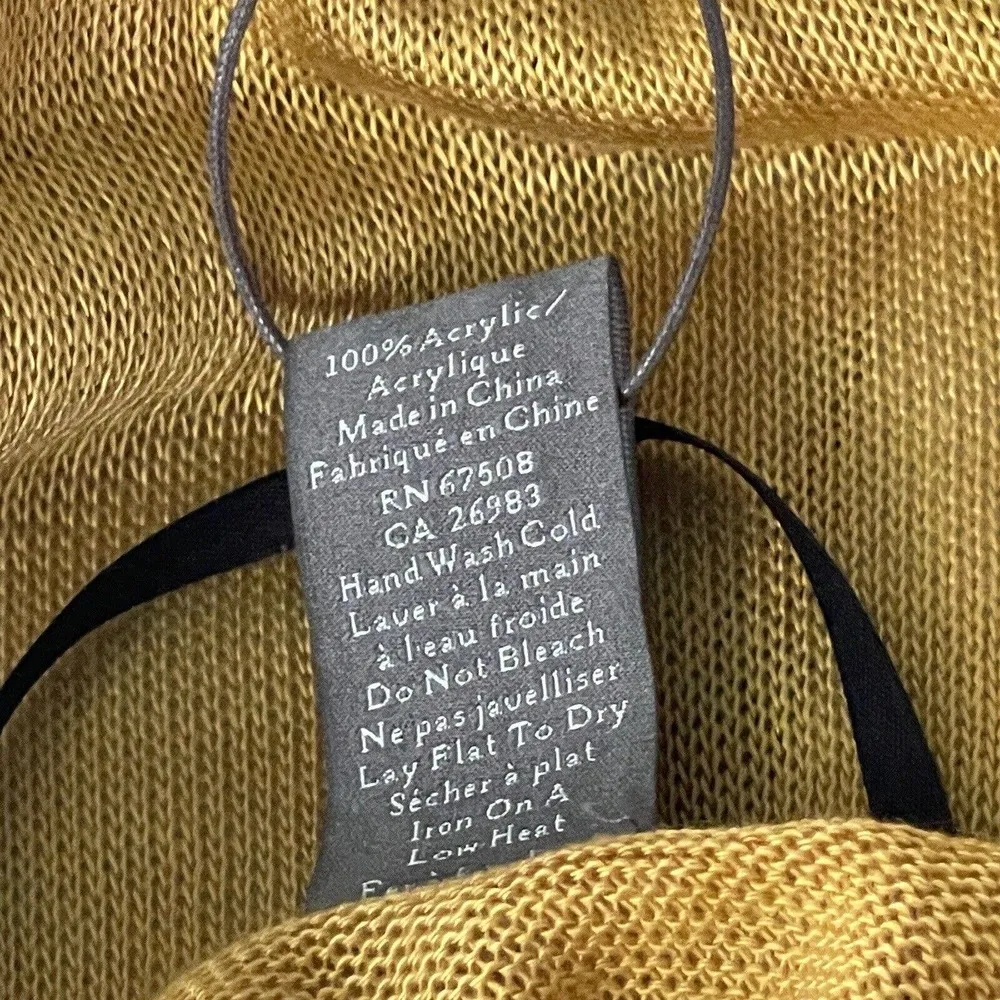 100% Acrylic/
Acrylique
Made in China
Fabriqué en Chine
RN 67508
CA 26983
Hand Wash Cold
Laver à la main
à l'eau froide
Do Not Bleach
Ne pas javelliser
Lay Flat To Dry
Sécher à plat
Iron On A
Low Heat